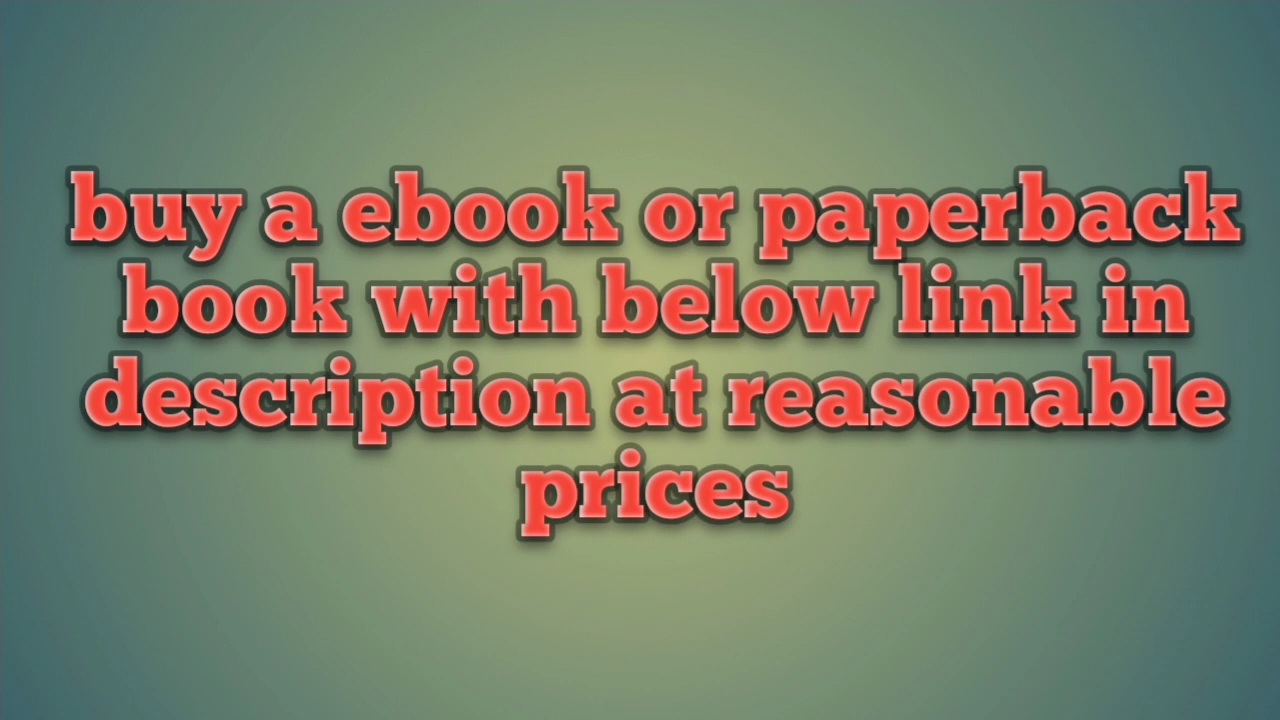 buy a ebook or paperback
book with below link in
description at reasonable
prices